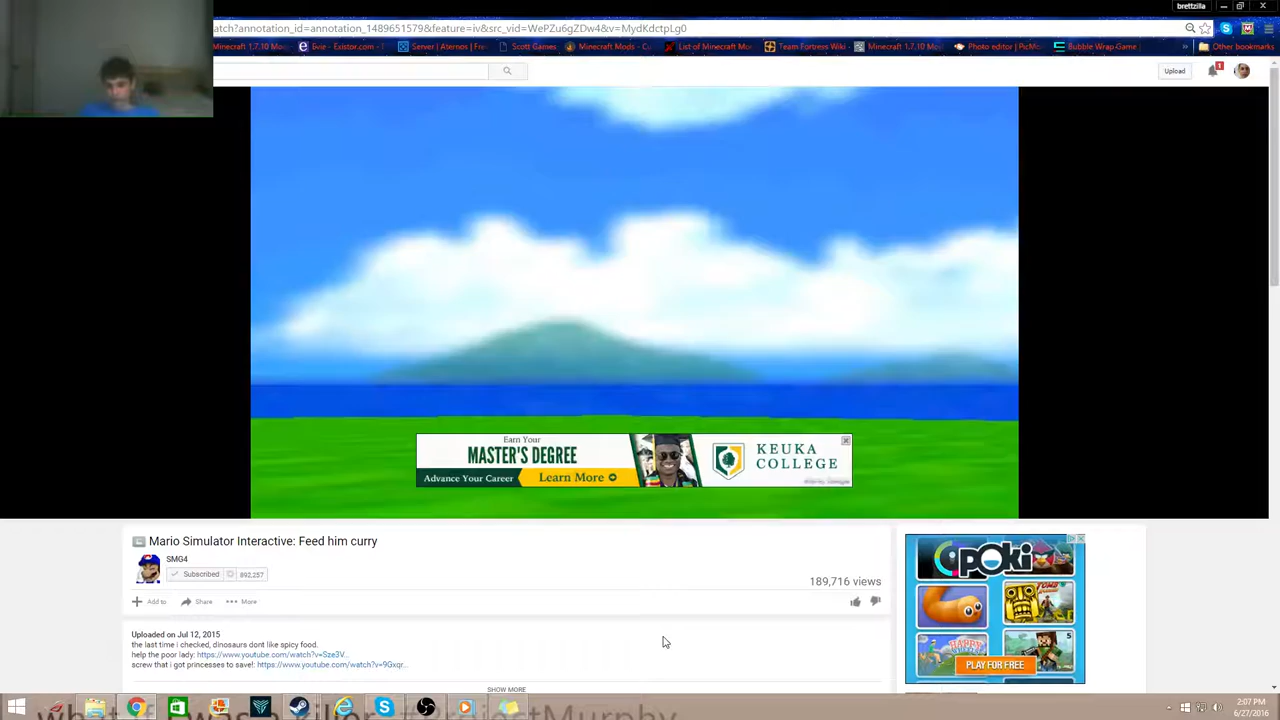 brettzilla
atch?annotation_id=annotation_1489651579&feature=iv&src_vid=WePZu6gZDw4&v=MydKdctpLg0
Minecraft 1.7.10 Mo
Evie - Existor.com
Server | Aternos | Fre
Scott Games
Minecraft Mods - Cu
List of Minecraft Mo
Team Fortress Wiki
Minecraft 1.7.10 Mo
Photo editor | PicMo
Bubble Wrap Game
»
Other bookmarks
Upload
1
Earn Your
MASTER'S DEGREE
Advance Your Career
Learn More
KEUKA
COLLEGE
Mario Simulator Interactive: Feed him curry
SMG4
Subscribed
892,257
189,716 views
Add to
Share
More
poki
5
PLAY FOR FREE
Uploaded on Jul 12, 2015
the last time i checked, dinosaurs dont like spicy food.
help the poor lady: https://www.youtube.com/watch?v=Sze3V...
screw that i got princesses to save!: https://www.youtube.com/watch?v=9Gxqr...
SHOW MORE
2:07 PM
6/27/2016